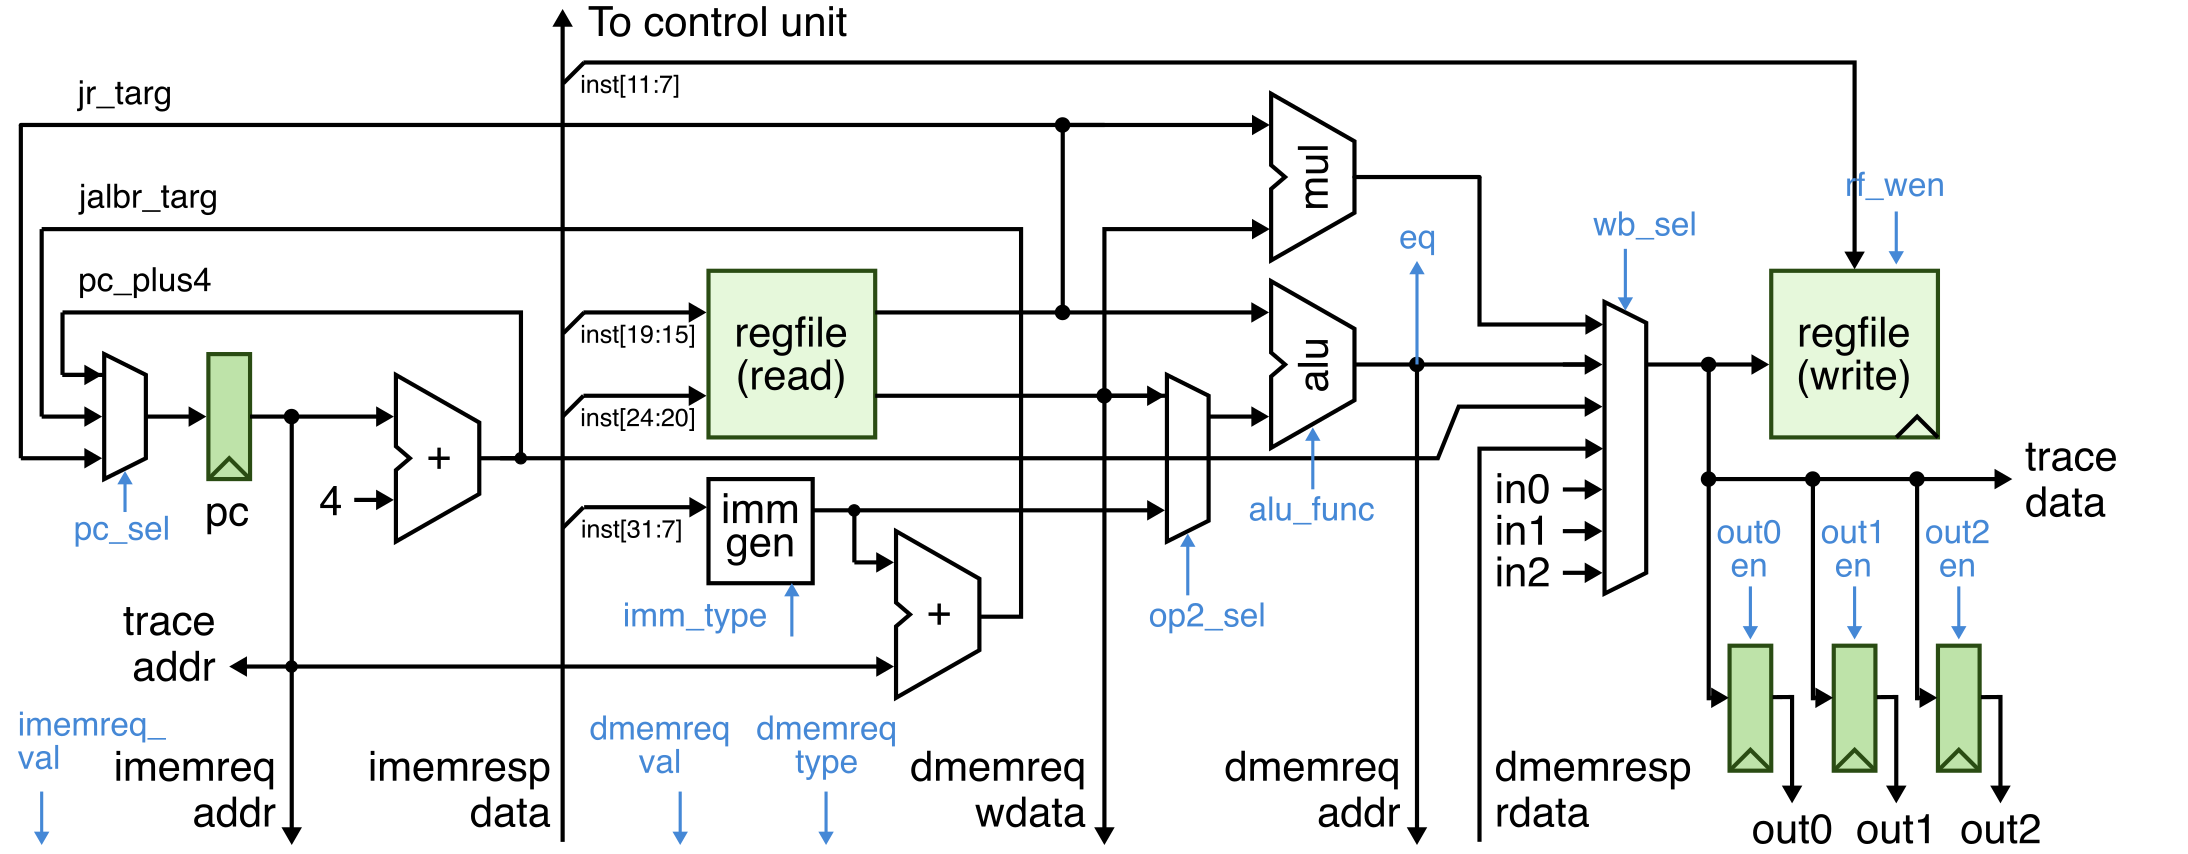 To control unit
inst[11:7]
jr_targ
mul
jalbr_targ
rf_wen
wb_sel
eq
pc_plus4
inst[19:15]
regfile
(read)
alu
regfile
(write)
inst[24:20]
+
4
pc
pc_sel
inst[31:7]
imm
gen
imm_type
+
alu_func
op2_sel
in0
in1
in2
trace
data
out0
en
out1
en
out2
en
trace
addr
imemreq_
val
imemreq
addr
imemresp
data
dmemreq
val
dmemreq
type
dmemreq
wdata
dmemreq
addr
dmemresp
rdata
out0
out1
out2